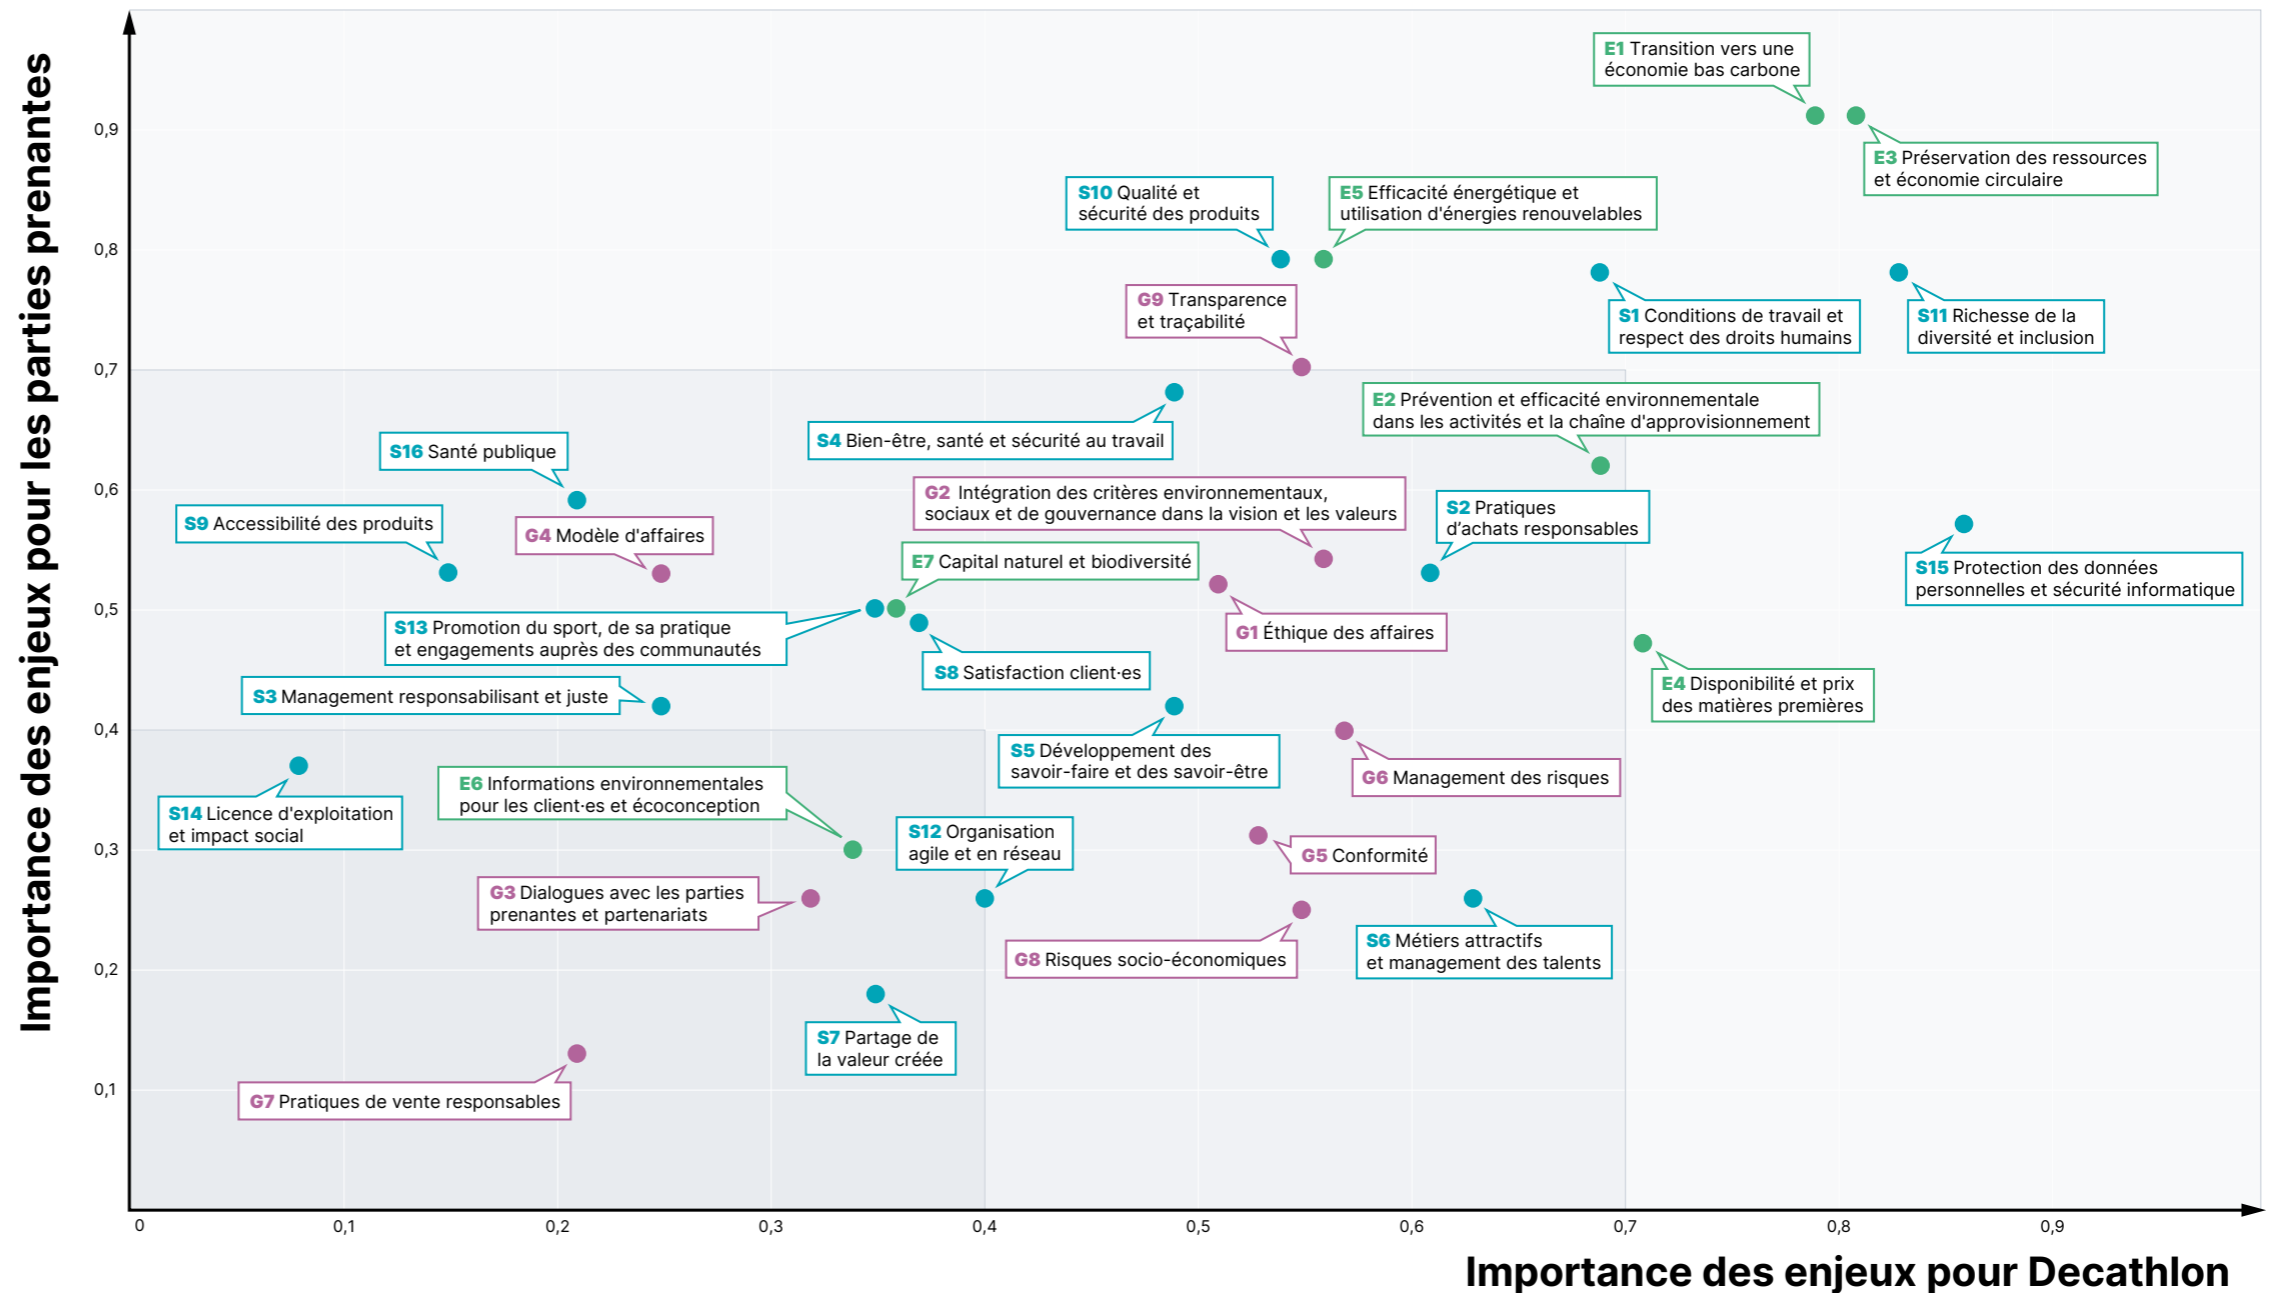 Importance des enjeux pour les parties prenantes
0,9
0,8
0,7
0,6
0,5
0,4
0,3
0,2
0,1
E1 Transition vers une
économie bas carbone
E3 Préservation des ressources
et économie circulaire
S10 Qualité et
sécurité des produits
E5 Efficacité énergétique et
utilisation d'énergies renouvelables
G9 Transparence
et traçabilité
S1 Conditions de travail et
respect des droits humains
S11 Richesse de la
diversité et inclusion
E2 Prévention et efficacité environnementale
dans les activités et la chaîne d'approvisionnement
S4 Bien-être, santé et sécurité au travail
S16 Santé publique
G2 Intégration des critères environnementaux,
sociaux et de gouvernance dans la vision et les valeurs
S2 Pratiques
d’achats responsables
S9 Accessibilité des produits
G4 Modèle d'affaires
E7 Capital naturel et biodiversité
S15 Protection des données
personnelles et sécurité informatique
S13 Promotion du sport, de sa pratique
et engagements auprès des communautés
G1 Éthique des affaires
S8 Satisfaction client·es
E4 Disponibilité et prix
des matières premières
S3 Management responsabilisant et juste
S5 Développement des
savoir-faire et des savoir-être
G6 Management des risques
E6 Informations environnementales
pour les client·es et écoconception
S14 Licence d'exploitation
et impact social
S12 Organisation
agile et en réseau
G5 Conformité
G3 Dialogues avec les parties
prenantes et partenariats
G8 Risques socio-économiques
S6 Métiers attractifs
et management des talents
S7 Partage de
la valeur créée
G7 Pratiques de vente responsables
0
0,1
0,2
0,3
0,4
0,5
0,6
0,7
0,8
0,9
Importance des enjeux pour Decathlon